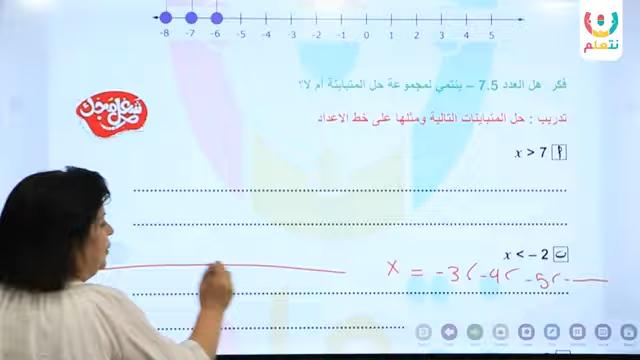 نتعلم
-8 -7 -6 -5 -4 -3 -2 -1 0 1 2 3 4 5
فكر هل العدد 7.5 – ينتمي لمجموعة حل المتباينة أم لا؟
شغل مخك
تدريب : حل المتباينات التالية ومثلها على خط الاعداد
أ x > 7
ب x < – 2
x = -3، -4، -5،